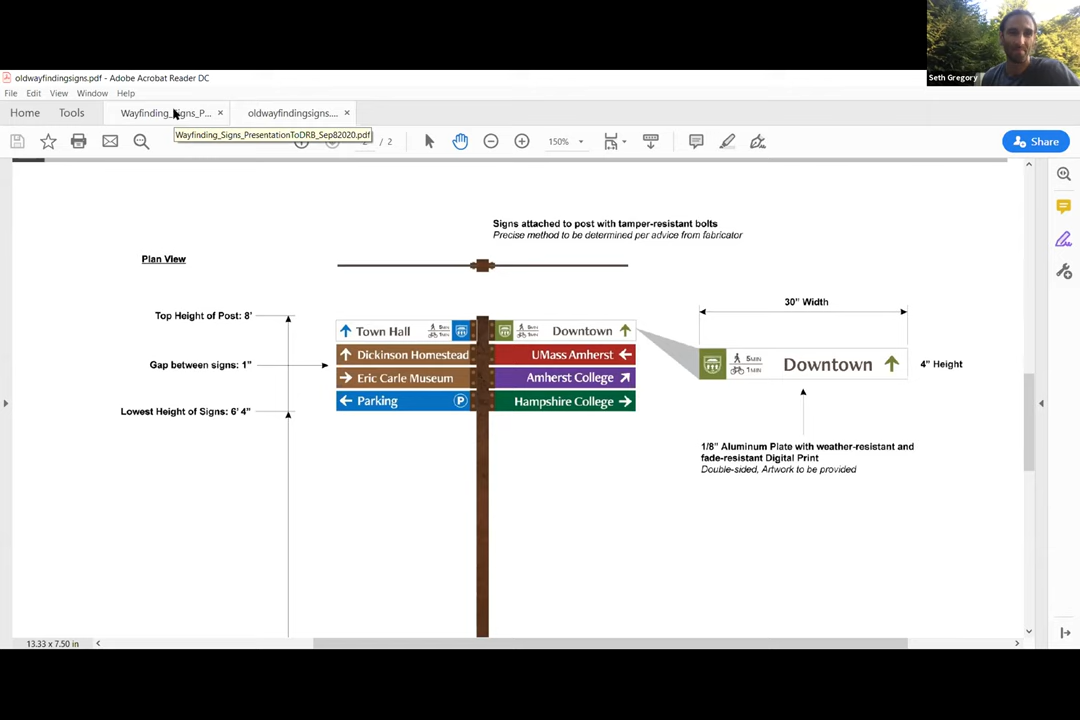 Seth Gregory
oldwayfindingsigns.pdf - Adobe Acrobat Reader DC
File Edit View Window Help
Home Tools Wayfinding_Signs_P... × oldwayfindingsigns.... ×
Wayfinding_Signs_PresentationToDRB_Sep82020.pdf
/ 2 150% Share
Signs attached to post with tamper-resistant bolts
Precise method to be determined per advice from fabricator
Plan View
30" Width
Top Height of Post: 8'
Town Hall
Downtown
Dickinson Homestead
UMass Amherst
Gap between signs: 1"
5 MIN
1 MIN
Downtown
4" Height
Eric Carle Museum
Amherst College
Parking P
Hampshire College
Lowest Height of Signs: 6' 4"
1/8" Aluminum Plate with weather-resistant and
fade-resistant Digital Print
Double-sided, Artwork to be provided
13.33 x 7.50 in